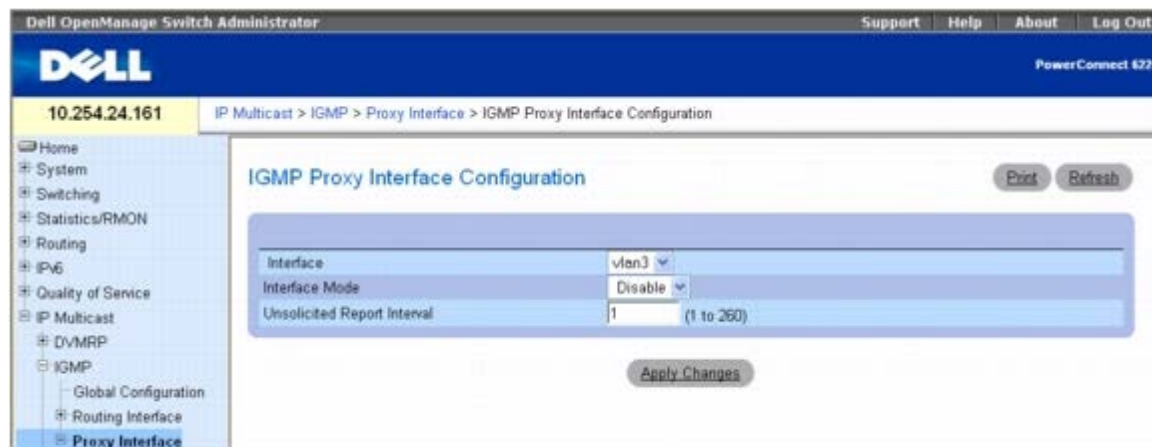 Dell OpenManage Switch Administrator Support Help About Log Out
DELL
PowerConnect 622
10.254.24.161 IP Multicast > IGMP > Proxy Interface > IGMP Proxy Interface Configuration
Home
System
Switching
Statistics/RMON
Routing
IPv6
Quality of Service
IP Multicast
DVMRP
IGMP
Global Configuration
Routing Interface
Proxy Interface
IGMP Proxy Interface Configuration
Print Refresh
Interface vlan3
Interface Mode Disable
Unsolicited Report Interval 1 (1 to 260)
Apply Changes